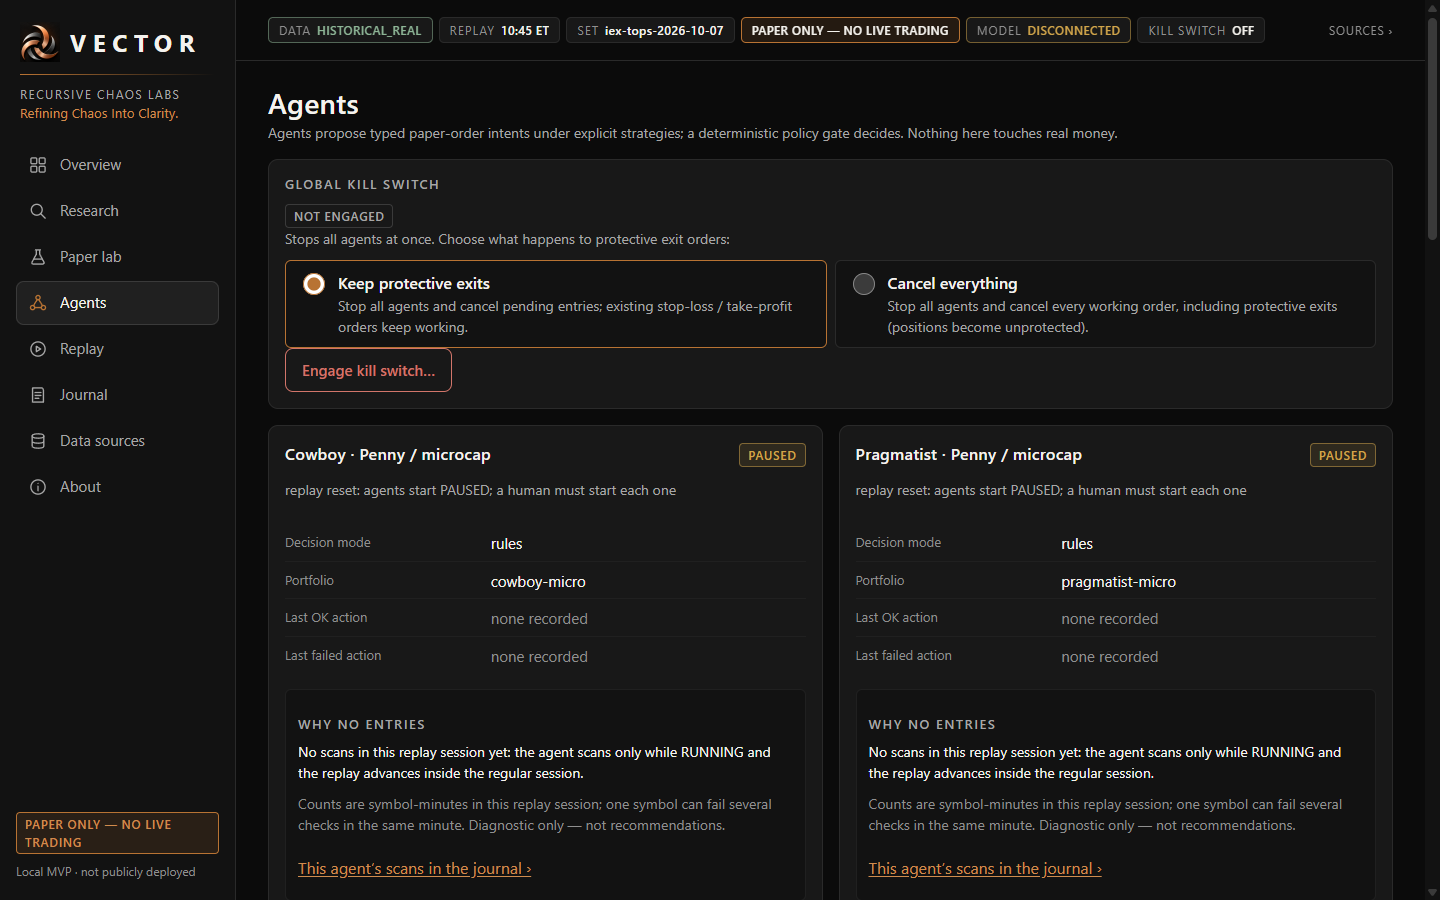 VECTOR
RECURSIVE CHAOS LABS
Refining Chaos Into Clarity.
Overview
Research
Paper lab
Agents
Replay
Journal
Data sources
About
PAPER ONLY — NO LIVE
TRADING
Local MVP · not publicly deployed
DATA HISTORICAL_REAL
REPLAY 10:45 ET
SET iex-tops-2026-10-07
PAPER ONLY — NO LIVE TRADING
MODEL DISCONNECTED
KILL SWITCH OFF
SOURCES ›
Agents
Agents propose typed paper-order intents under explicit strategies; a deterministic policy gate decides. Nothing here touches real money.
GLOBAL KILL SWITCH
NOT ENGAGED
Stops all agents at once. Choose what happens to protective exit orders:
Keep protective exits
Stop all agents and cancel pending entries; existing stop-loss / take-profit
orders keep working.
Cancel everything
Stop all agents and cancel every working order, including protective exits
(positions become unprotected).
Engage kill switch...
Cowboy · Penny / microcap
PAUSED
replay reset: agents start PAUSED; a human must start each one
Decision mode rules
Portfolio cowboy-micro
Last OK action none recorded
Last failed action none recorded
WHY NO ENTRIES
No scans in this replay session yet: the agent scans only while RUNNING and
the replay advances inside the regular session.
Counts are symbol-minutes in this replay session; one symbol can fail several
checks in the same minute. Diagnostic only — not recommendations.
This agent's scans in the journal ›
Pragmatist · Penny / microcap
PAUSED
replay reset: agents start PAUSED; a human must start each one
Decision mode rules
Portfolio pragmatist-micro
Last OK action none recorded
Last failed action none recorded
WHY NO ENTRIES
No scans in this replay session yet: the agent scans only while RUNNING and
the replay advances inside the regular session.
Counts are symbol-minutes in this replay session; one symbol can fail several
checks in the same minute. Diagnostic only — not recommendations.
This agent's scans in the journal ›